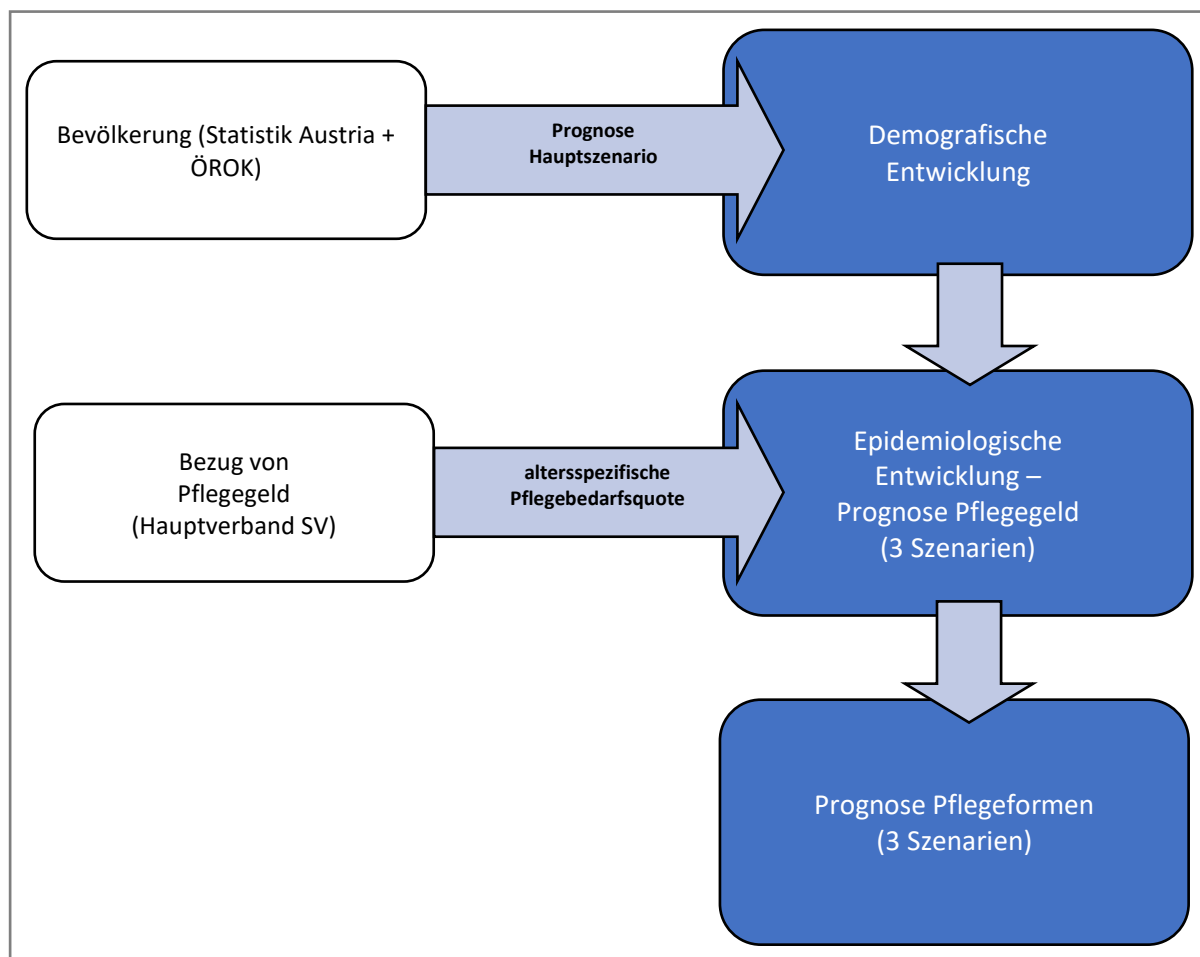 Bevölkerung (Statistik Austria +
ÖROK)
Prognose
Hauptszenario
Demografische
Entwicklung
Bezug von
Pflegegeld
(Hauptverband SV)
altersspezifische
Pflegebedarfsquote
Epidemiologische
Entwicklung –
Prognose Pflegegeld
(3 Szenarien)
Prognose Pflegeformen
(3 Szenarien)